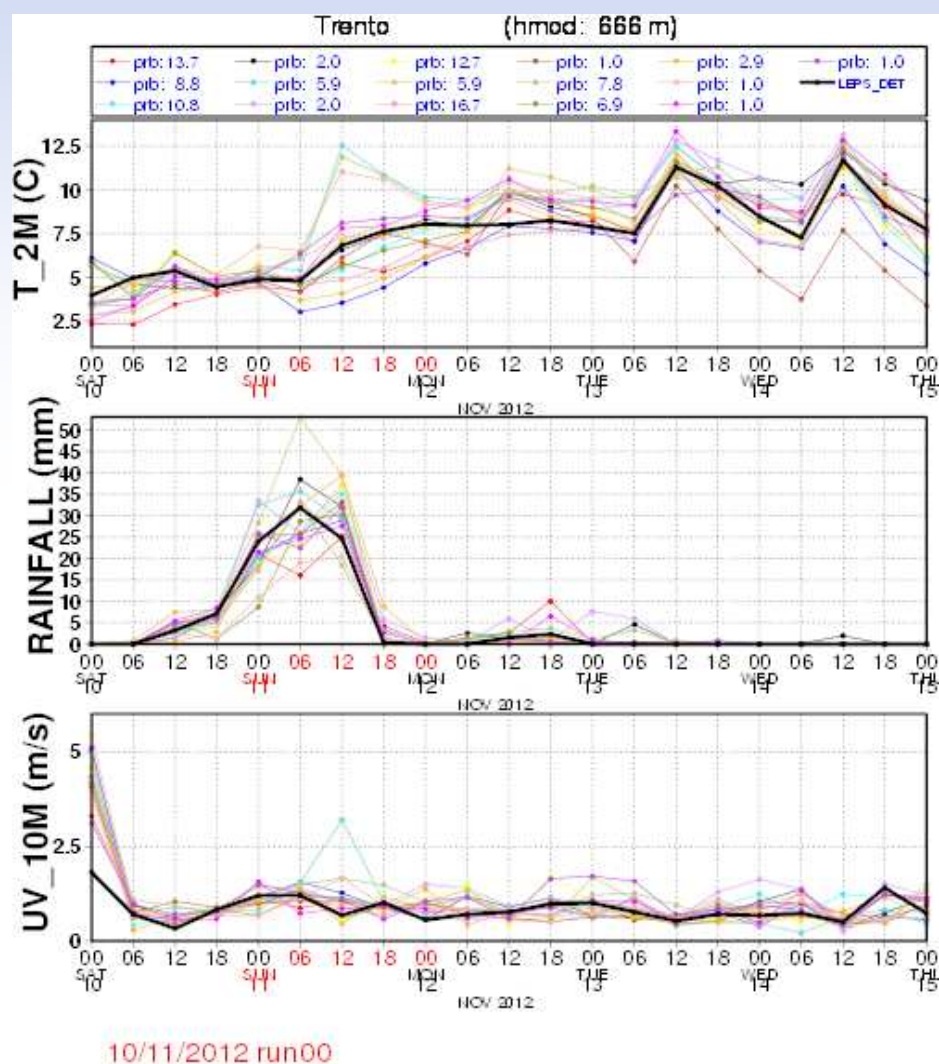 Trento (hmod: 666 m)
prb: 13.7 prb: 2.0 prb: 12.7 prb: 1.0 prb: 2.9 prb: 1.0
prb: 8.8 prb: 5.9 prb: 5.9 prb: 7.8 prb: 1.0 LEPS_DET
prb: 10.8 prb: 2.0 prb: 16.7 prb: 6.9 prb: 1.0
T_2M (C)
12.5
10
7.5
5
2.5
00 06 12 18 00 06 12 18 00 06 12 18 00 06 12 18 00 06 12 18 00
SAT SUN MON TUE WED THU
10 11 12 13 14 15
NOV 2012
RAINFALL (mm)
50
45
40
35
30
25
20
15
10
5
0
00 06 12 18 00 06 12 18 00 06 12 18 00 06 12 18 00 06 12 18 00
SAT SUN MON TUE WED THU
10 11 12 13 14 15
NOV 2012
UV_10M (m/s)
5
2.5
0
00 06 12 18 00 06 12 18 00 06 12 18 00 06 12 18 00 06 12 18 00
SAT SUN MON TUE WED THU
10 11 12 13 14 15
NOV 2012
10/11/2012 run00